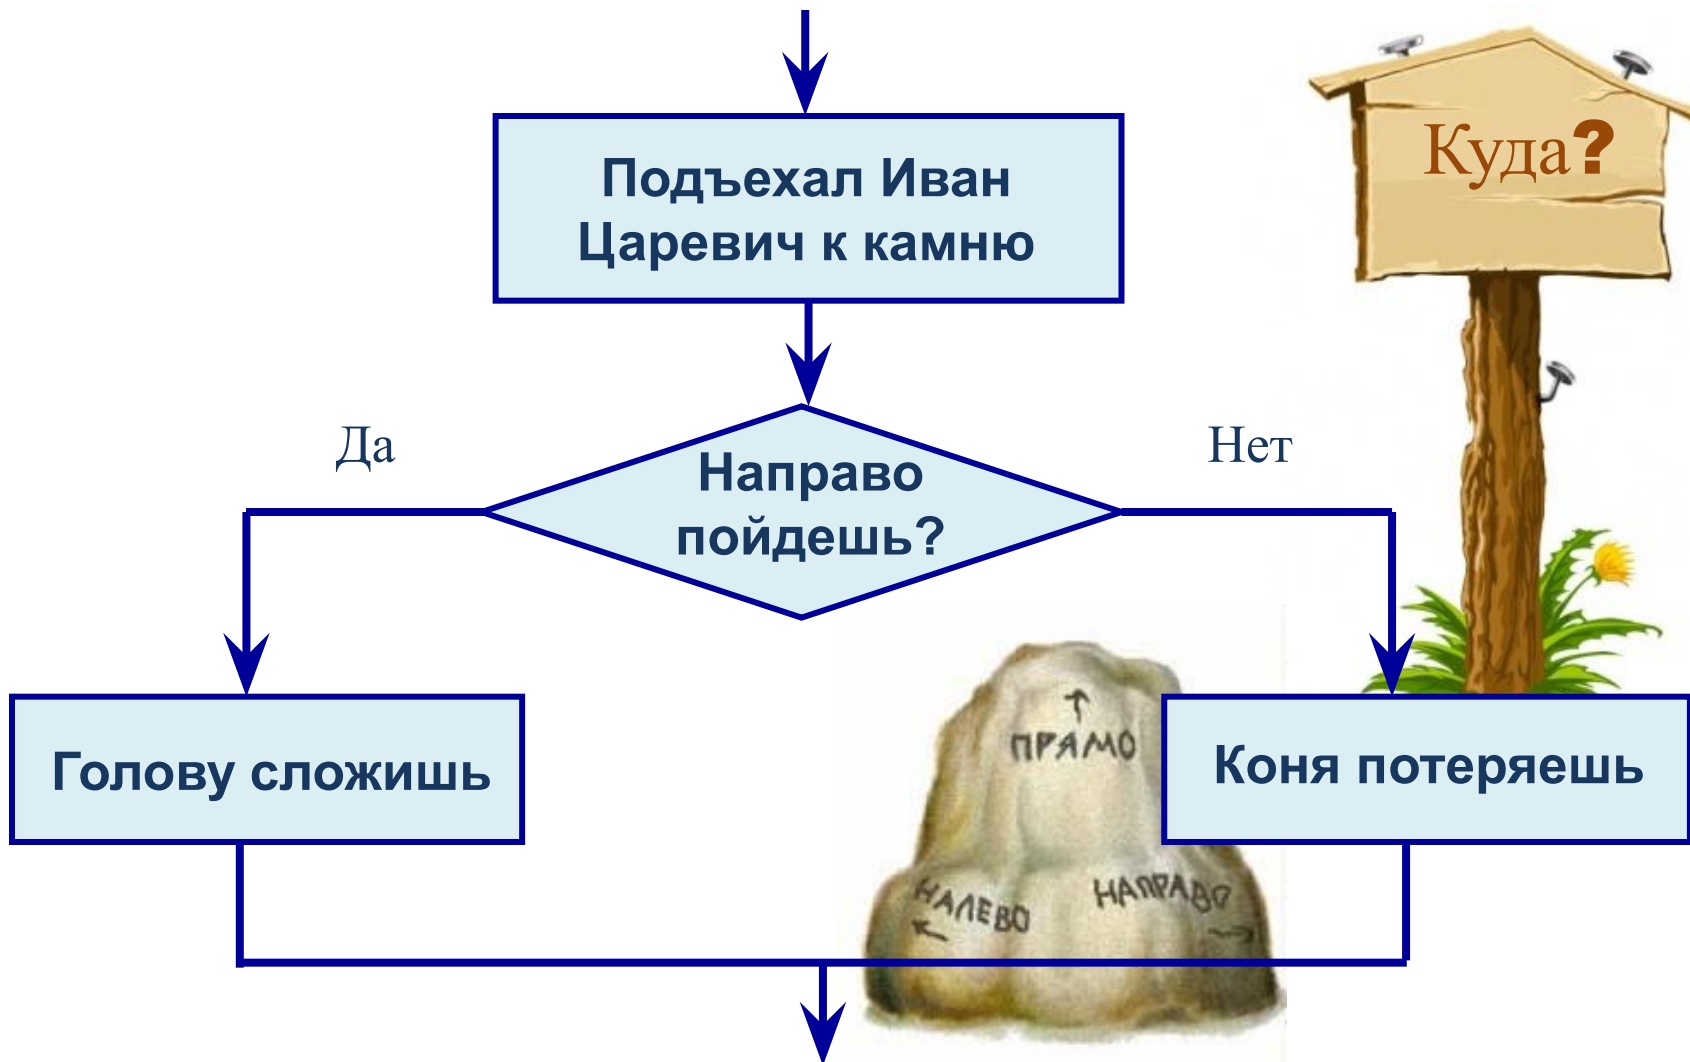 Подъехал Иван
Царевич к камню
Куда?
Да
Нет
Направо
пойдешь?
Голову сложишь
Коня потеряешь
ПРЯМО
НАЛЕВО
НАПРАВО